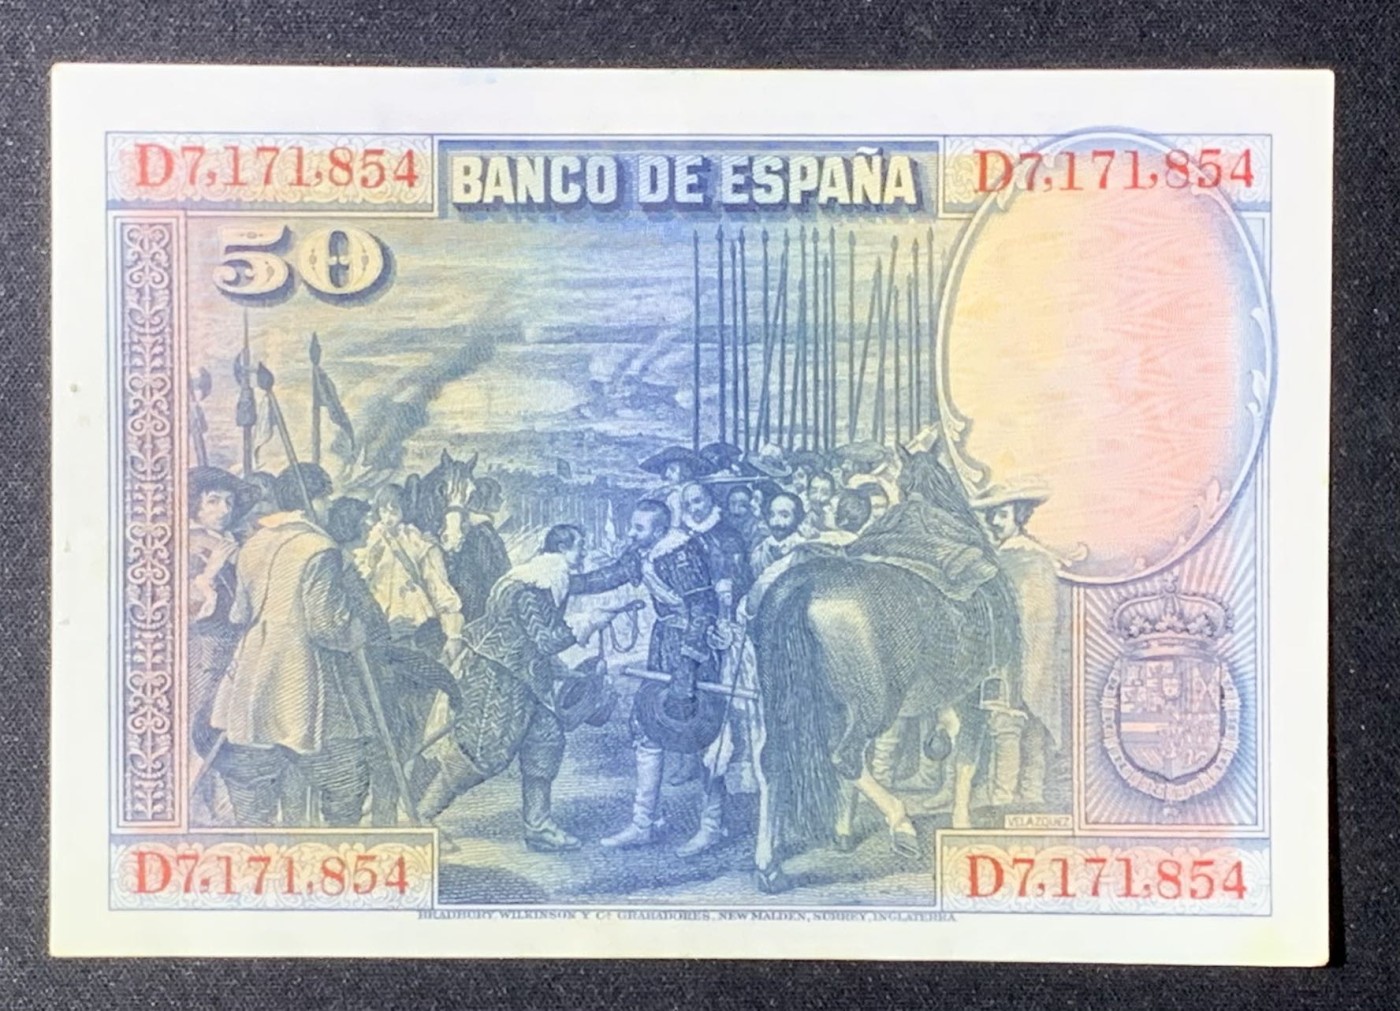 D7,171,854 BANCO DE ESPAÑA D7,171,854
50
VELAZQUEZ
D7,171,854 D7,171,854
BRADBURY, WILKINSON Y Cª GRABADORES, NEW MALDEN, SURREY, INGLATERRA